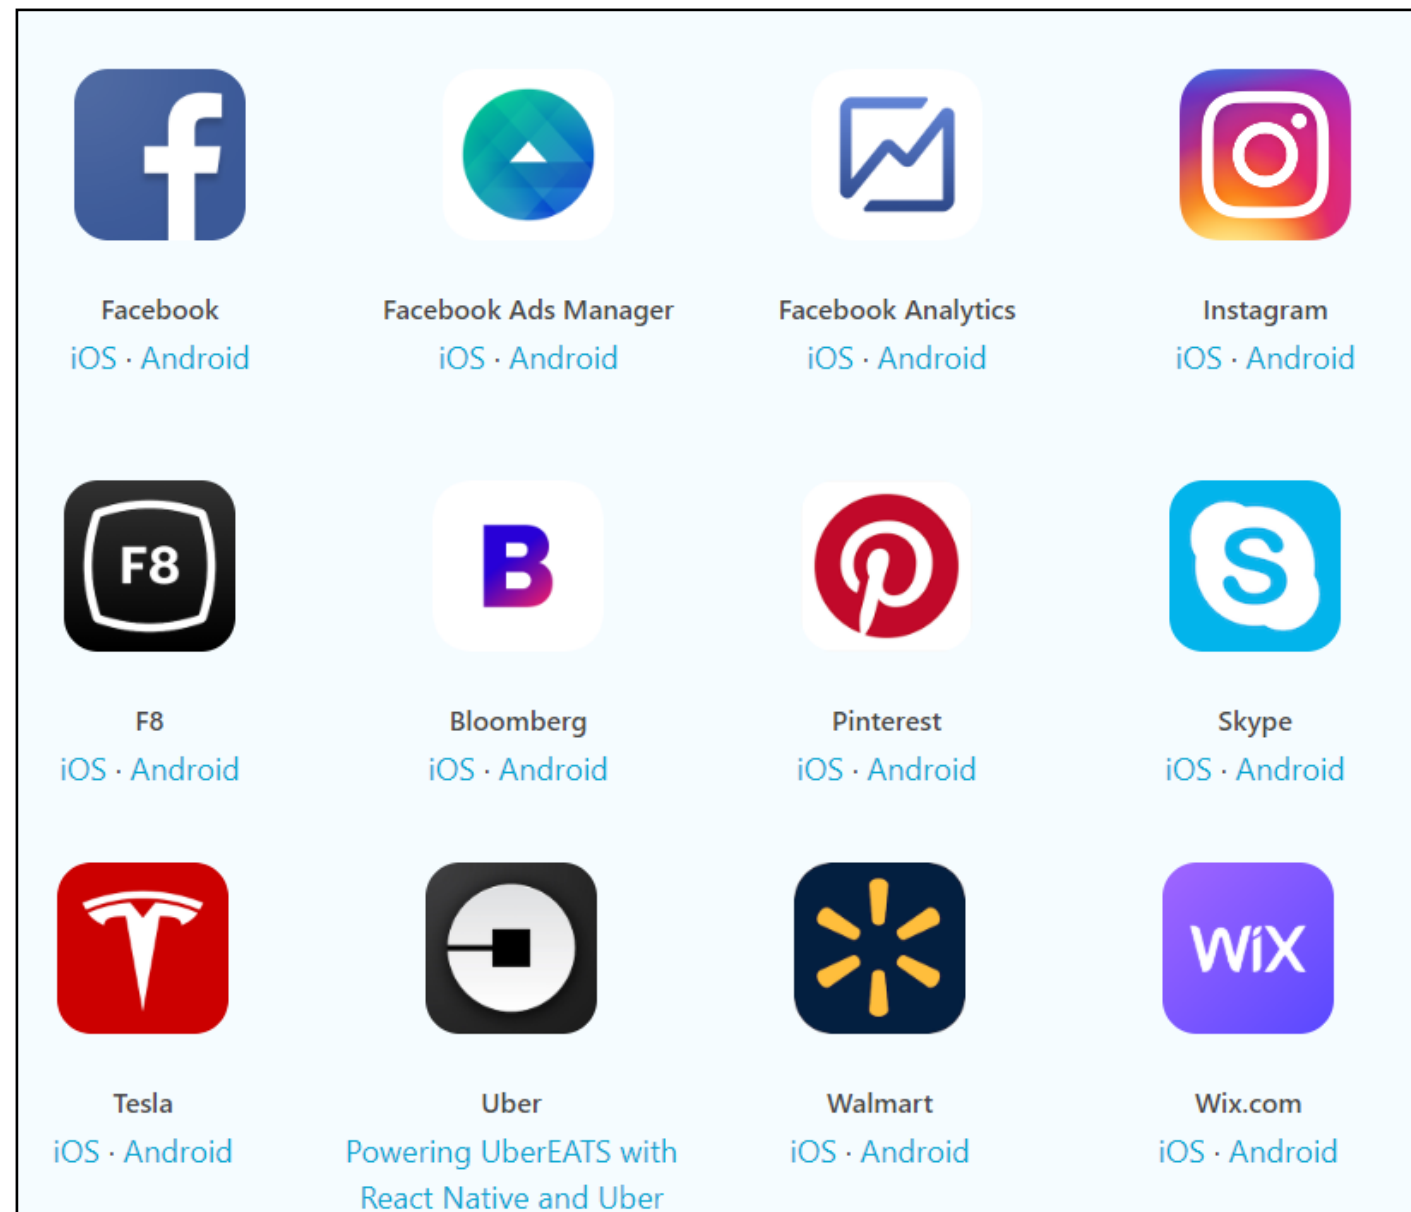 Facebook
iOS · Android
Facebook Ads Manager
iOS · Android
Facebook Analytics
iOS · Android
Instagram
iOS · Android
F8
F8
iOS · Android
B
Bloomberg
iOS · Android
Pinterest
iOS · Android
S
Skype
iOS · Android
Tesla
iOS · Android
Uber
Powering UberEATS with
React Native and Uber
Walmart
iOS · Android
WiX
Wix.com
iOS · Android